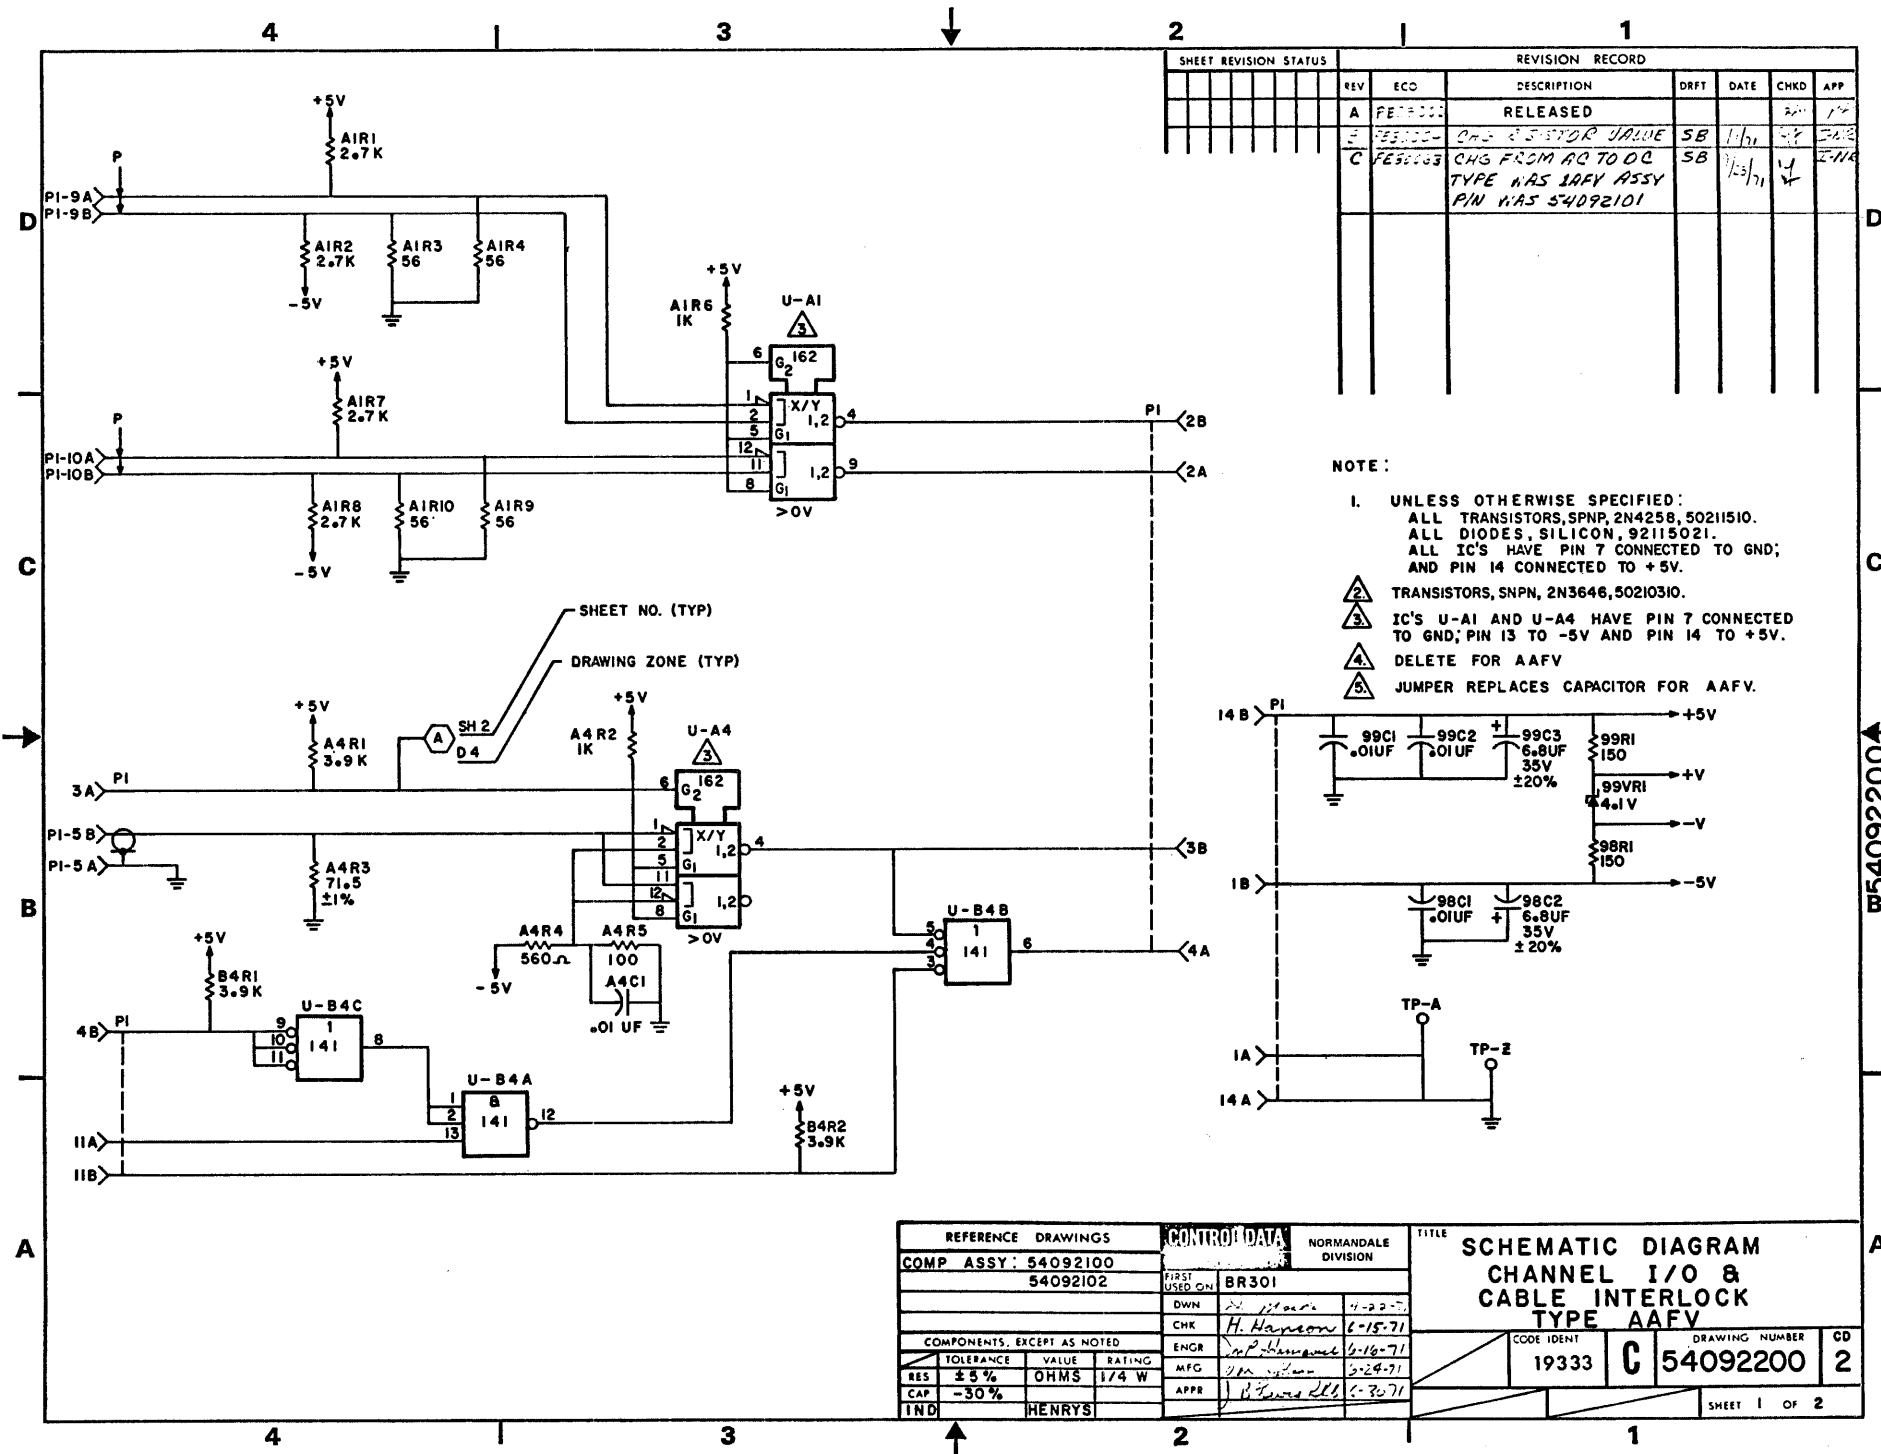 4 3 2 1
SHEET REVISION STATUS
REVISION RECORD
REV ECO DESCRIPTION DRFT DATE CHKD APP
A RELEASED
CHG RESISTOR VALUE SB
C CHG FROM AC TO DC SB
TYPE WAS 1AFV ASSY
P/N WAS 54092101
D
D
+5V
A1R1
2.7K
P
P1-9A
P1-9B
A1R2
2.7K
-5V
A1R3
56
A1R4
56
+5V
A1R6
1K
U-A1
3
6 G2 162
1 X/Y
2 1,2 4
5 G1
12
11 1,2 9
8 G1
>0V
+5V
A1R7
2.7K
P
P1-10A
P1-10B
A1R8
2.7K
-5V
A1R10
56
A1R9
56
P1
2B
2A
C
C
NOTE:
1. UNLESS OTHERWISE SPECIFIED:
ALL TRANSISTORS, SPNP, 2N4258, 50211510.
ALL DIODES, SILICON, 92115021.
ALL IC'S HAVE PIN 7 CONNECTED TO GND;
AND PIN 14 CONNECTED TO +5V.
2. TRANSISTORS, SNPN, 2N3646, 50210310.
3. IC'S U-A1 AND U-A4 HAVE PIN 7 CONNECTED
TO GND; PIN 13 TO -5V AND PIN 14 TO +5V.
4. DELETE FOR AAFV
5. JUMPER REPLACES CAPACITOR FOR AAFV.
SHEET NO. (TYP)
DRAWING ZONE (TYP)
A
SH 2
D4
+5V
A4R1
3.9K
3A P1
P1-5B
P1-5A
A4R3
71.5
±1%
+5V
A4R2
1K
U-A4
3
6 G2 162
1 X/Y
2 1,2 4
5 G1
11
12 1,2
8 G1
>0V
A4R4
560Ω
-5V
A4R5
100
A4C1
.01 UF
3B
B
B
U-B4B
5 1
4 141 6
3
4A
+5V
B4R1
3.9K
4B P1
U-B4C
9 1
10 141 8
11
U-B4A
1 &
2 141 12
13
11A
11B
+5V
B4R2
3.9K
14B P1
+5V
99C1
.01UF
99C2
.01UF
+
99C3
6.8UF
35V
±20%
99R1
150
+V
99VR1
4.1V
-V
98R1
150
1B
-5V
98C1
.01UF
+
98C2
6.8UF
35V
±20%
TP-A
1A
TP-Z
14A
B54092200
A
A
REFERENCE DRAWINGS
COMP ASSY: 54092100
54092102
COMPONENTS, EXCEPT AS NOTED
TOLERANCE VALUE RATING
RES ±5% OHMS 1/4 W
CAP -30%
IND HENRYS
CONTROL DATA
NORMANDALE
DIVISION
FIRST
USED ON BR301
DWN
CHK H. Hanson 6-15-71
ENGR 6-16-71
MFG
APPR
TITLE
SCHEMATIC DIAGRAM
CHANNEL I/O &
CABLE INTERLOCK
TYPE AAFV
CODE IDENT
19333
C
DRAWING NUMBER
54092200
CD
2
SHEET 1 OF 2
4 3 2 1